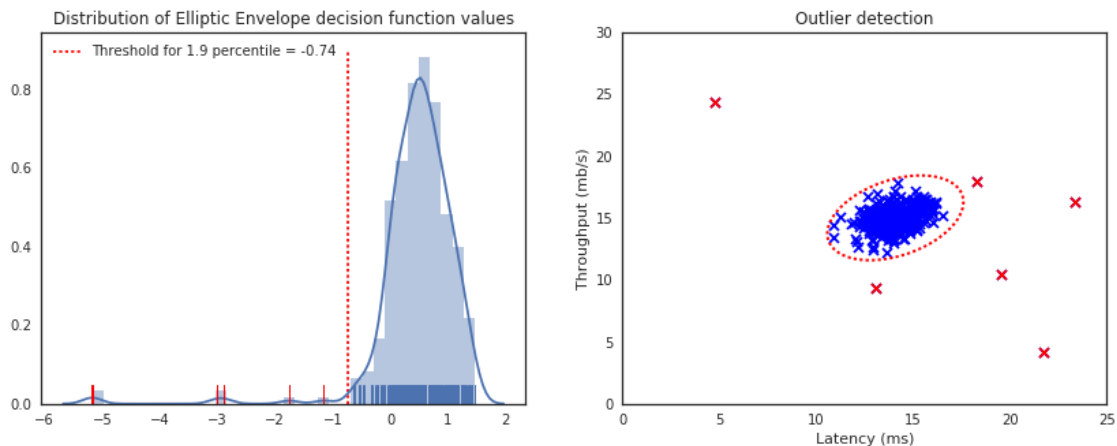 Distribution of Elliptic Envelope decision function values
Threshold for 1.9 percentile = -0.74
0.8
0.6
0.4
0.2
0.0
−6 −5 −4 −3 −2 −1 0 1 2
Outlier detection
30
25
20
15
10
5
0
Throughput (mb/s)
0 5 10 15 20 25
Latency (ms)